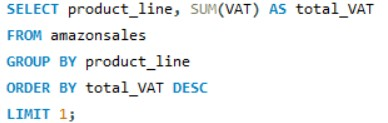 SELECT product_line, SUM(VAT) AS total_VAT
FROM amazonsales
GROUP BY product_line
ORDER BY total_VAT DESC
LIMIT 1;